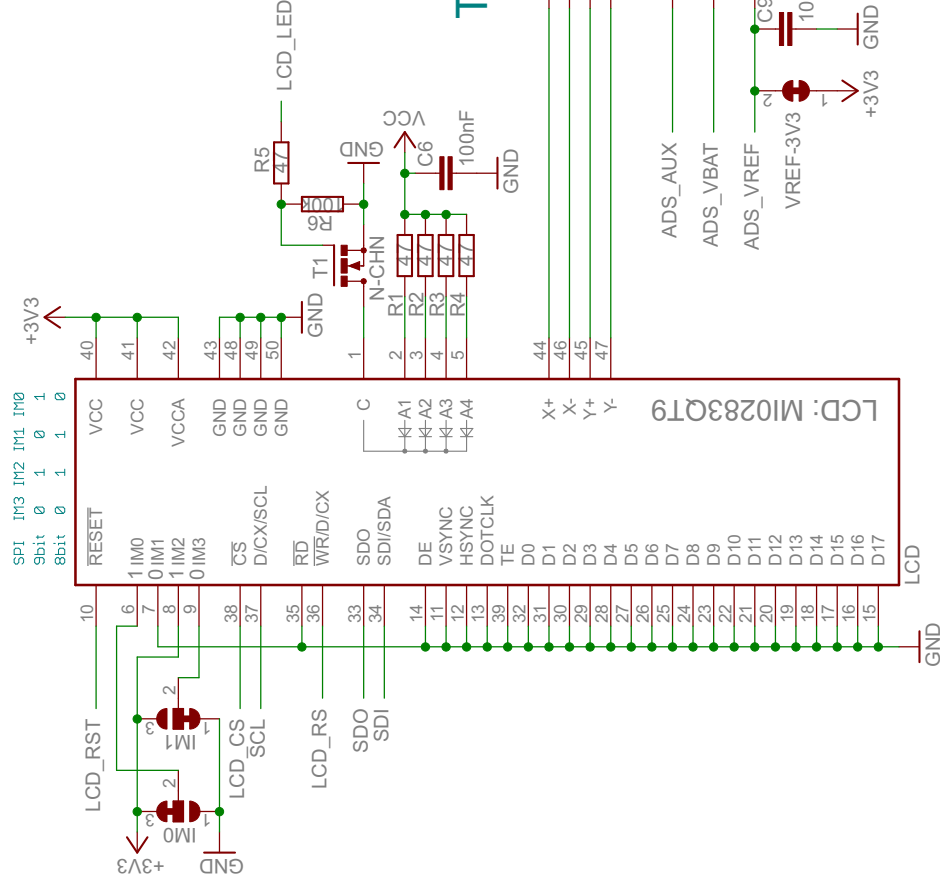 SPI IM3 IM2 IM1 IM0
9bit 0 1 0 1
8bit 0 1 1 0
LCD_LED
R5
47
R6
100k
GND
T1
N-CHN
VCC
C6
100nF
GND
R1
47
R2
47
R3
47
R4
47
ADS_AUX
ADS_VBAT
ADS_VREF
C9
10
GND
2
1
VREF-3V3
+3V3
+3V3
GND
40
41
42
43
48
49
50
1
2
3
4
5
44
46
45
47
VCC
VCC
VCCA
GND
GND
GND
GND
C
A1
A2
A3
A4
X+
X-
Y+
Y-
LCD: MI0283QT9
RESET
1 IM0
0 IM1
1 IM2
0 IM3
CS
D/CX/SCL
RD
WR/D/CX
SDO
SDI/SDA
DE
VSYNC
HSYNC
DOTCLK
TE
D0
D1
D2
D3
D4
D5
D6
D7
D8
D9
D10
D11
D12
D13
D14
D15
D16
D17
LCD
10
6
7
8
9
38
37
35
36
33
34
14
11
12
13
39
32
31
30
29
28
27
26
25
24
23
22
21
20
19
18
17
16
15
GND
LCD_RST
LCD_CS
SCL
LCD_RS
SDO
SDI
2
3
1
IM1
2
3
1
IM0
+3V3
GND